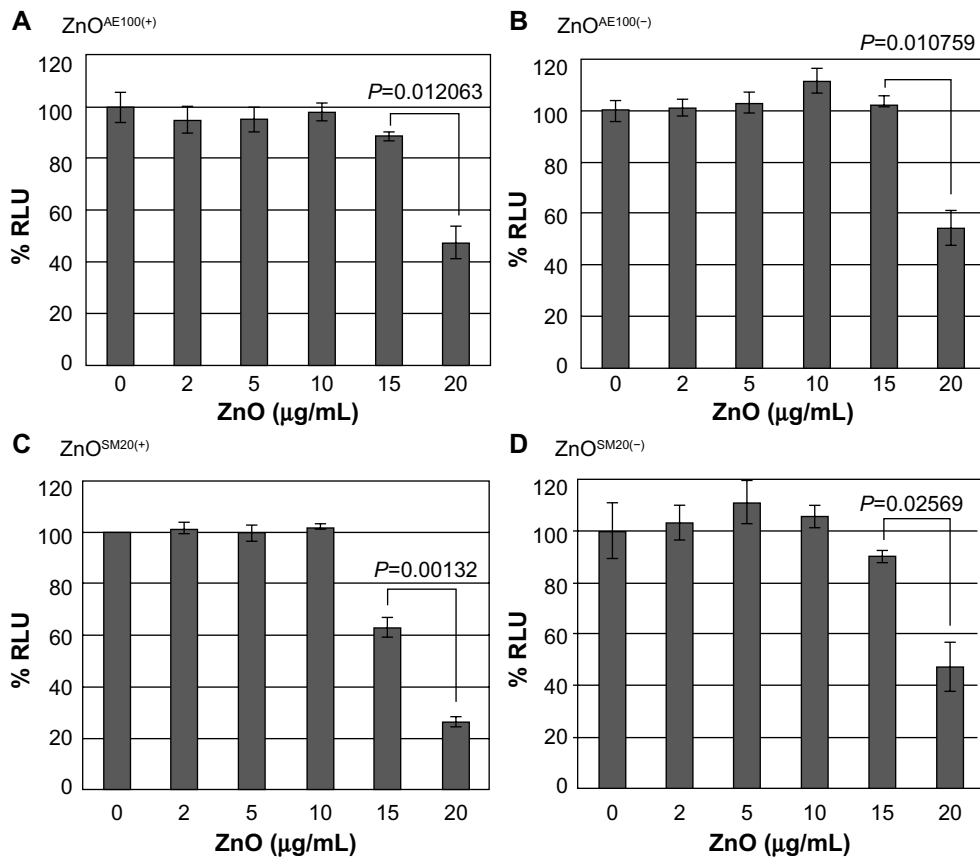 A ZnO^AE100(+)
120
100
80
60
40
20
0
% RLU
P=0.012063
0 2 5 10 15 20
ZnO (μg/mL)
B ZnO^AE100(−)
120
100
80
60
40
20
0
% RLU
P=0.010759
0 2 5 10 15 20
ZnO (μg/mL)
C ZnO^SM20(+)
120
100
80
60
40
20
0
% RLU
P=0.00132
0 2 5 10 15 20
ZnO (μg/mL)
D ZnO^SM20(−)
120
100
80
60
40
20
0
% RLU
P=0.02569
0 2 5 10 15 20
ZnO (μg/mL)